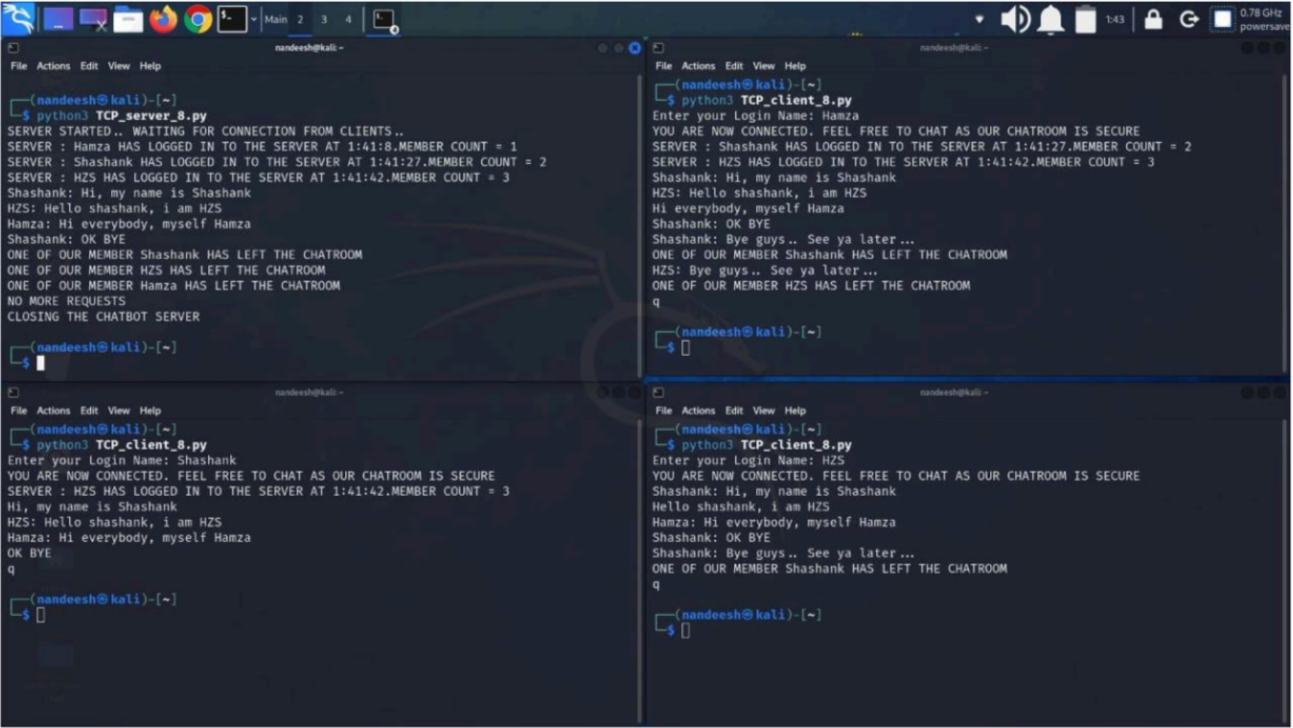 Main 2 3 4
1:43
0.78 GHz
powersave
nandeesh@kali: ~
File Actions Edit View Help
(nandeesh㉿kali)-[~]
$ python3 TCP_server_8.py
SERVER STARTED.. WAITING FOR CONNECTION FROM CLIENTS..
SERVER : Hamza HAS LOGGED IN TO THE SERVER AT 1:41:8.MEMBER COUNT = 1
SERVER : Shashank HAS LOGGED IN TO THE SERVER AT 1:41:27.MEMBER COUNT = 2
SERVER : HZS HAS LOGGED IN TO THE SERVER AT 1:41:42.MEMBER COUNT = 3
Shashank: Hi, my name is Shashank
HZS: Hello shashank, i am HZS
Hamza: Hi everybody, myself Hamza
Shashank: OK BYE
ONE OF OUR MEMBER Shashank HAS LEFT THE CHATROOM
ONE OF OUR MEMBER HZS HAS LEFT THE CHATROOM
ONE OF OUR MEMBER Hamza HAS LEFT THE CHATROOM
NO MORE REQUESTS
CLOSING THE CHATBOT SERVER
(nandeesh㉿kali)-[~]
$
nandeesh@kali: ~
File Actions Edit View Help
(nandeesh㉿kali)-[~]
$ python3 TCP_client_8.py
Enter your Login Name: Hamza
YOU ARE NOW CONNECTED. FEEL FREE TO CHAT AS OUR CHATROOM IS SECURE
SERVER : Shashank HAS LOGGED IN TO THE SERVER AT 1:41:27.MEMBER COUNT = 2
SERVER : HZS HAS LOGGED IN TO THE SERVER AT 1:41:42.MEMBER COUNT = 3
Shashank: Hi, my name is Shashank
HZS: Hello shashank, i am HZS
Hi everybody, myself Hamza
Shashank: OK BYE
Shashank: Bye guys.. See ya later...
ONE OF OUR MEMBER Shashank HAS LEFT THE CHATROOM
HZS: Bye guys.. See ya later...
ONE OF OUR MEMBER HZS HAS LEFT THE CHATROOM
q
(nandeesh㉿kali)-[~]
$
nandeesh@kali: ~
File Actions Edit View Help
(nandeesh㉿kali)-[~]
$ python3 TCP_client_8.py
Enter your Login Name: Shashank
YOU ARE NOW CONNECTED. FEEL FREE TO CHAT AS OUR CHATROOM IS SECURE
SERVER : HZS HAS LOGGED IN TO THE SERVER AT 1:41:42.MEMBER COUNT = 3
Hi, my name is Shashank
HZS: Hello shashank, i am HZS
Hamza: Hi everybody, myself Hamza
OK BYE
q
(nandeesh㉿kali)-[~]
$
nandeesh@kali: ~
File Actions Edit View Help
(nandeesh㉿kali)-[~]
$ python3 TCP_client_8.py
Enter your Login Name: HZS
YOU ARE NOW CONNECTED. FEEL FREE TO CHAT AS OUR CHATROOM IS SECURE
Shashank: Hi, my name is Shashank
Hello shashank, i am HZS
Hamza: Hi everybody, myself Hamza
Shashank: OK BYE
Shashank: Bye guys.. See ya later...
ONE OF OUR MEMBER Shashank HAS LEFT THE CHATROOM
q
(nandeesh㉿kali)-[~]
$